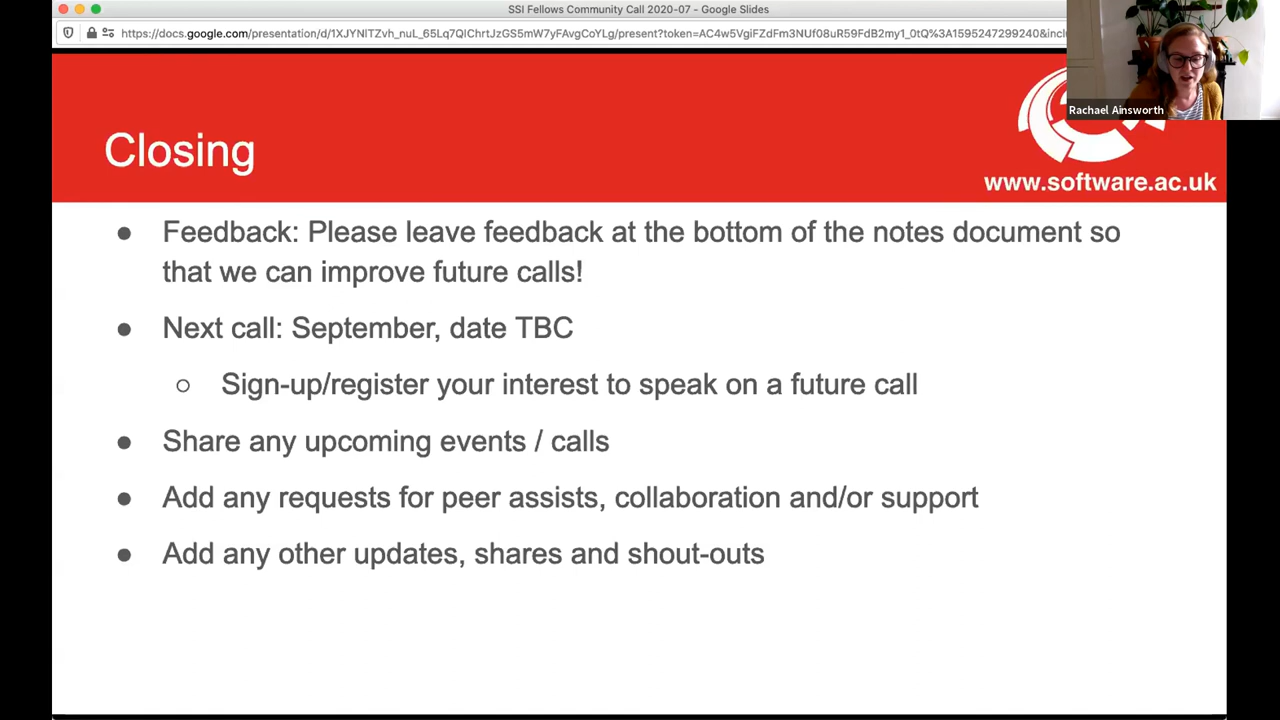 SSI Fellows Community Call 2020-07 - Google Slides
https://docs.google.com/presentation/d/1XJYNlTZvh_nuL_65Lq7QlChrtJzGS5mW7yFAvgCoYLg/present?token=AC4w5VgiFZdFm3NUf08uR59FdB2my1_0tQ%3A1595247299240&inclu
Rachael Ainsworth
Closing
www.software.ac.uk
● Feedback: Please leave feedback at the bottom of the notes document so
that we can improve future calls!
● Next call: September, date TBC
○ Sign-up/register your interest to speak on a future call
● Share any upcoming events / calls
● Add any requests for peer assists, collaboration and/or support
● Add any other updates, shares and shout-outs